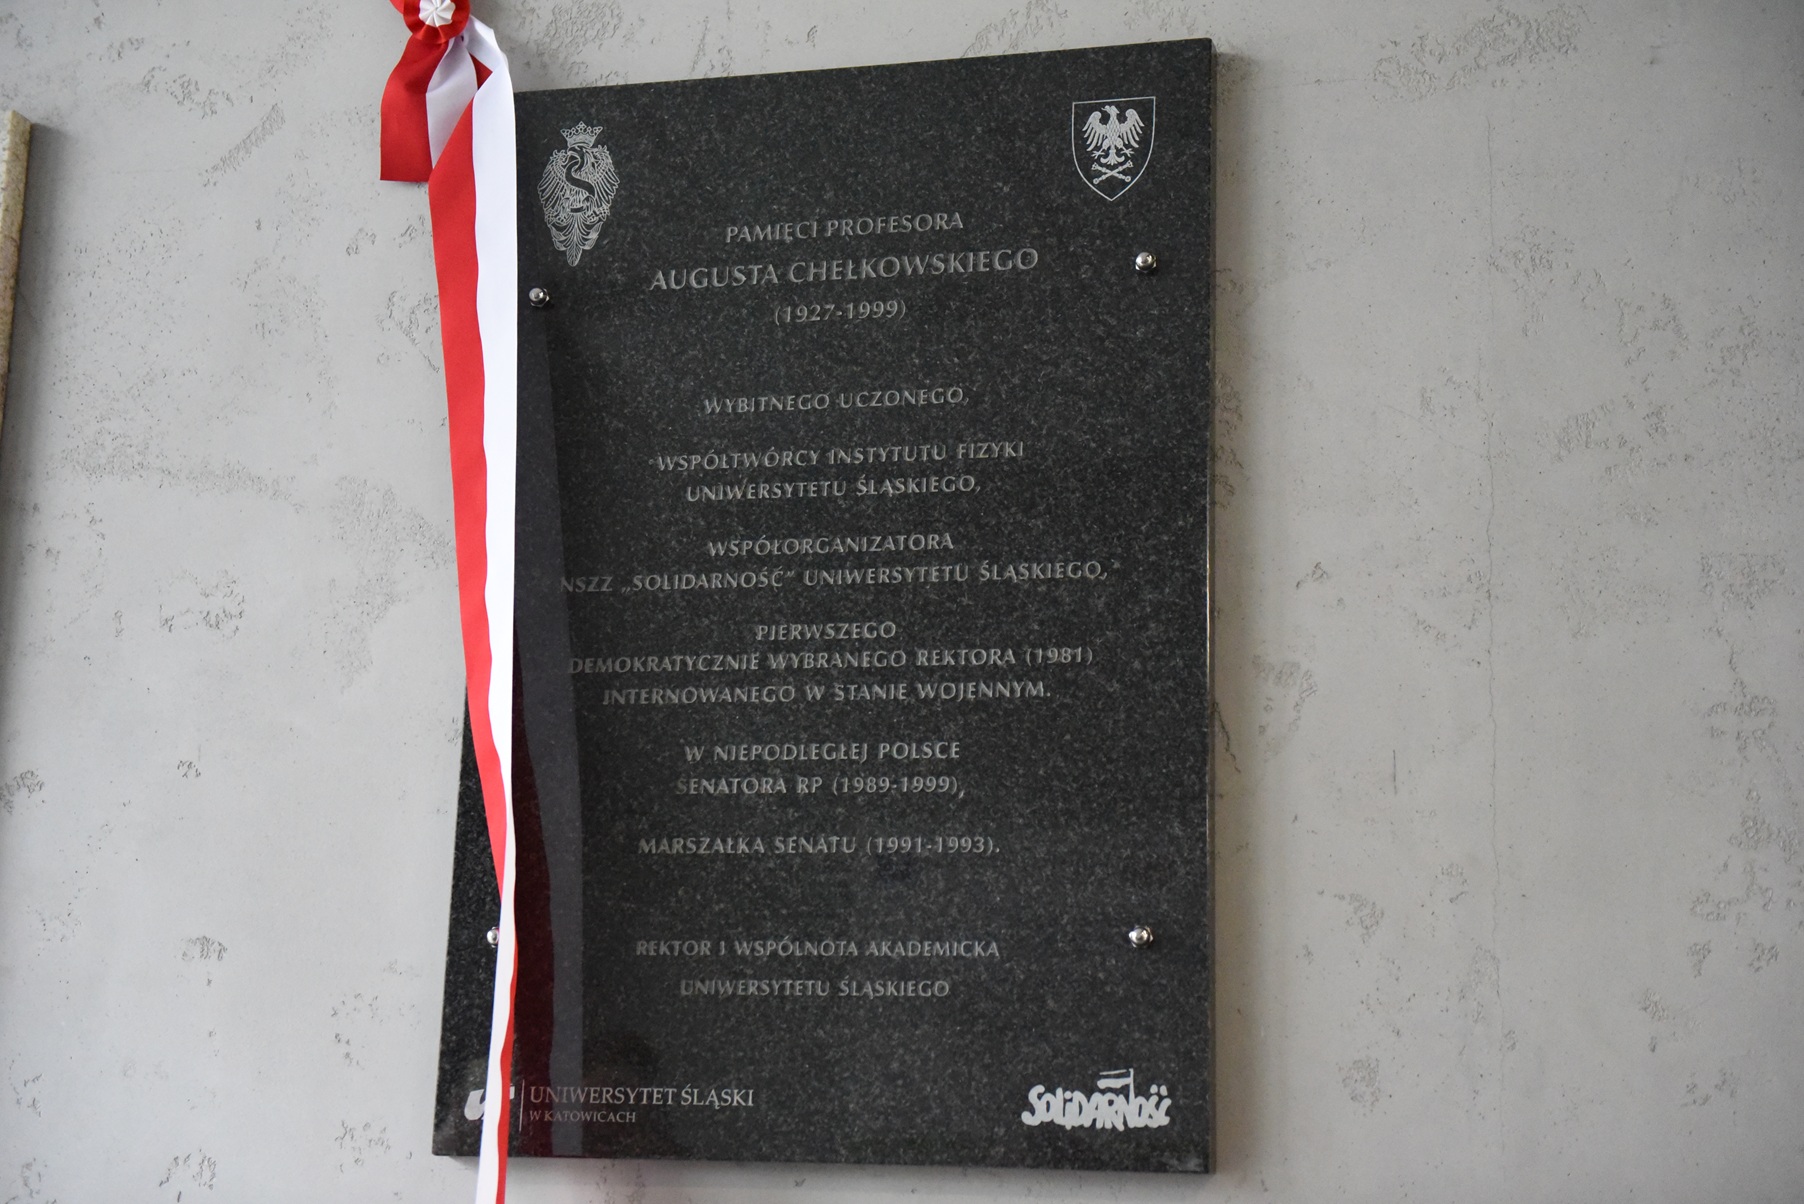 PAMIĘCI PROFESORA
AUGUSTA CHEŁKOWSKIEGO
(1927-1999)
WYBITNEGO UCZONEGO,
WSPÓŁTWÓRCY INSTYTUTU FIZYKI
UNIWERSYTETU ŚLĄSKIEGO,
WSPÓŁORGANIZATORA
NSZZ „SOLIDARNOŚĆ” UNIWERSYTETU ŚLĄSKIEGO,
PIERWSZEGO
DEMOKRATYCZNIE WYBRANEGO REKTORA (1981)
INTERNOWANEGO W STANIE WOJENNYM.
W NIEPODLEGŁEJ POLSCE
SENATORA RP (1989-1999),
MARSZAŁKA SENATU (1991-1993).
REKTOR I WSPÓLNOTA AKADEMICKA
UNIWERSYTETU ŚLĄSKIEGO
UNIWERSYTET ŚLĄSKI
W KATOWICACH
SOLIDARNOŚĆ